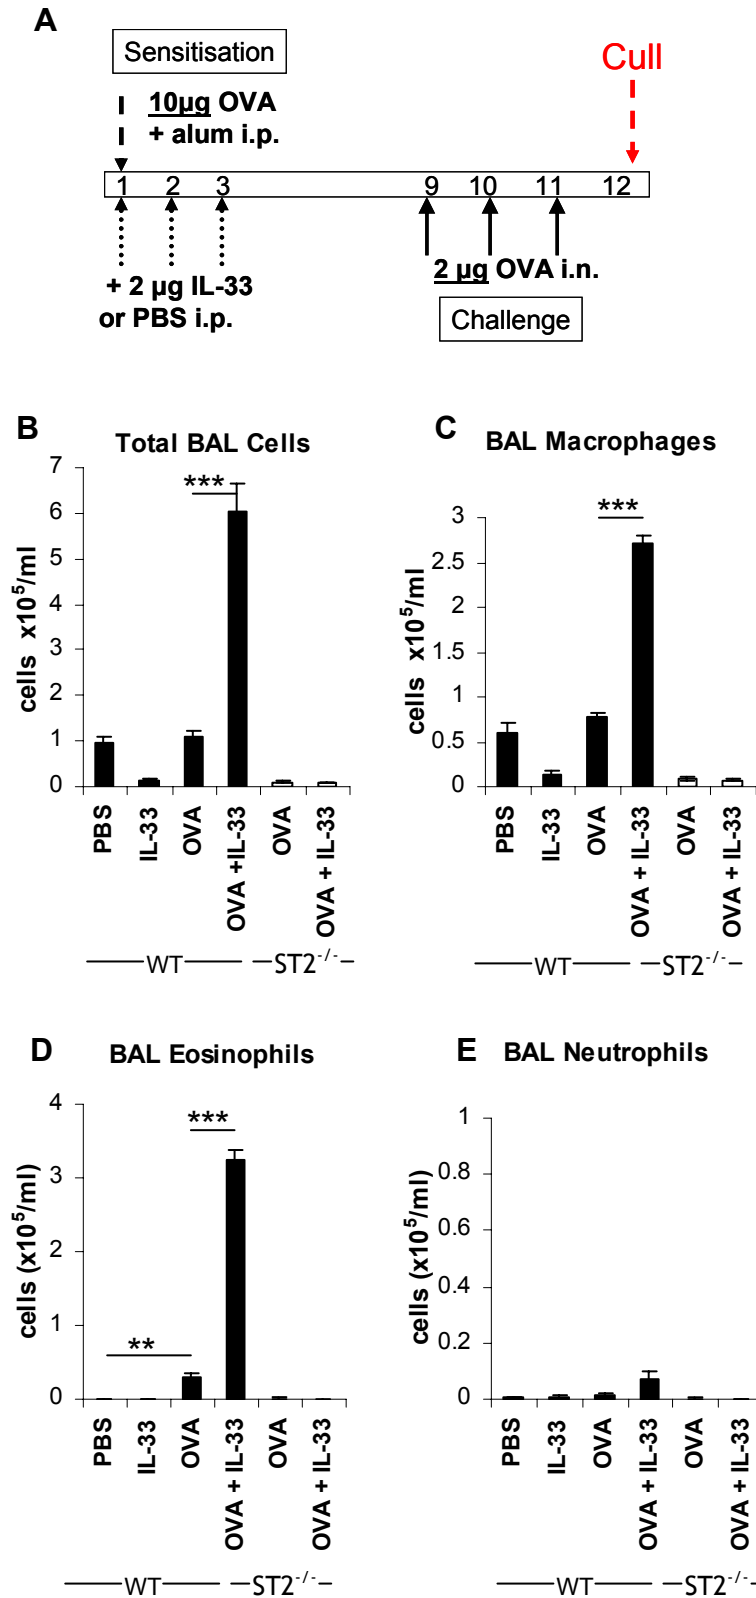 A
Sensitisation
Cull
10µg OVA
+ alum i.p.
1 2 3 9 10 11 12
+ 2 µg IL-33
or PBS i.p.
2 µg OVA i.n.
Challenge
B
Total BAL Cells
7
6
5
4
3
2
1
0
cells x10⁵/ml
***
PBS
IL-33
OVA
OVA +IL-33
OVA
OVA + IL-33
WT
ST2-/-
C
BAL Macrophages
3
2.5
2
1.5
1
0.5
0
cells x10⁵/ml
***
PBS
IL-33
OVA
OVA + IL-33
OVA
OVA + IL-33
WT
ST2-/-
D
BAL Eosinophils
4
3
2
1
0
cells (x10⁵/ml)
***
**
PBS
IL-33
OVA
OVA + IL-33
OVA
OVA + IL-33
WT
ST2-/-
E
BAL Neutrophils
1
0.8
0.6
0.4
0.2
0
cells (x10⁵/ml)
PBS
IL-33
OVA
OVA + IL-33
OVA
OVA + IL-33
WT
ST2-/-